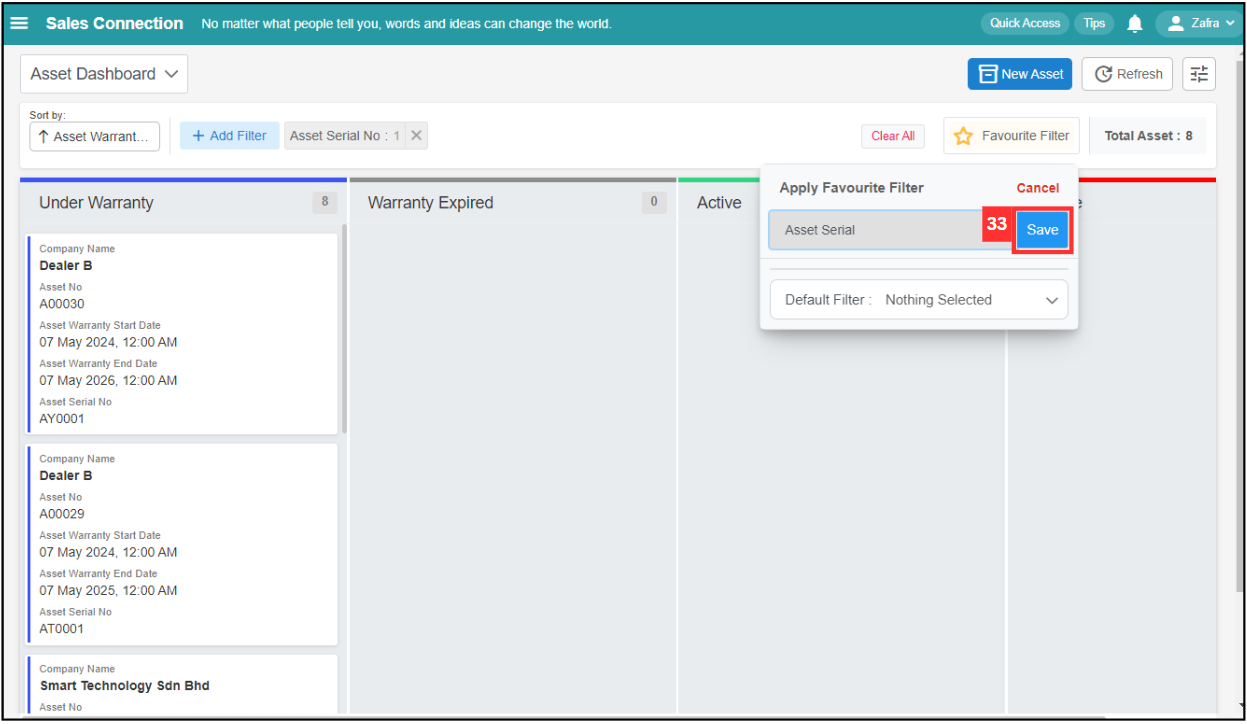 Sales Connection No matter what people tell you, words and ideas can change the world. Quick Access Tips Zafra
Asset Dashboard New Asset Refresh
Sort by:
Asset Warrant... + Add Filter Asset Serial No : 1 Clear All Favourite Filter Total Asset : 8
Under Warranty 8 Warranty Expired 0 Active
Apply Favourite Filter Cancel
Asset Serial 33 Save
Default Filter : Nothing Selected
Company Name
Dealer B
Asset No
A00030
Asset Warranty Start Date
07 May 2024, 12:00 AM
Asset Warranty End Date
07 May 2026, 12:00 AM
Asset Serial No
AY0001
Company Name
Dealer B
Asset No
A00029
Asset Warranty Start Date
07 May 2024, 12:00 AM
Asset Warranty End Date
07 May 2025, 12:00 AM
Asset Serial No
AT0001
Company Name
Smart Technology Sdn Bhd
Asset No